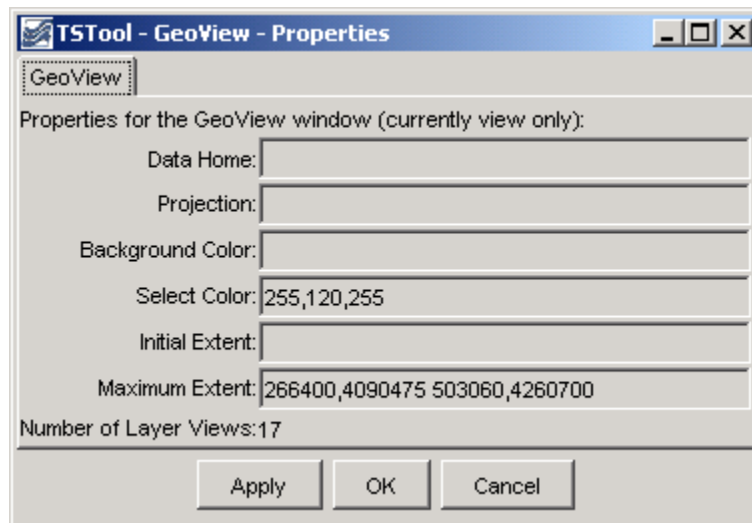 TSTool - GeoView - Properties
GeoView
Properties for the GeoView window (currently view only):
Data Home:
Projection:
Background Color:
Select Color: 255,120,255
Initial Extent:
Maximum Extent: 266400,4090475 503060,4260700
Number of Layer Views: 17
Apply OK Cancel